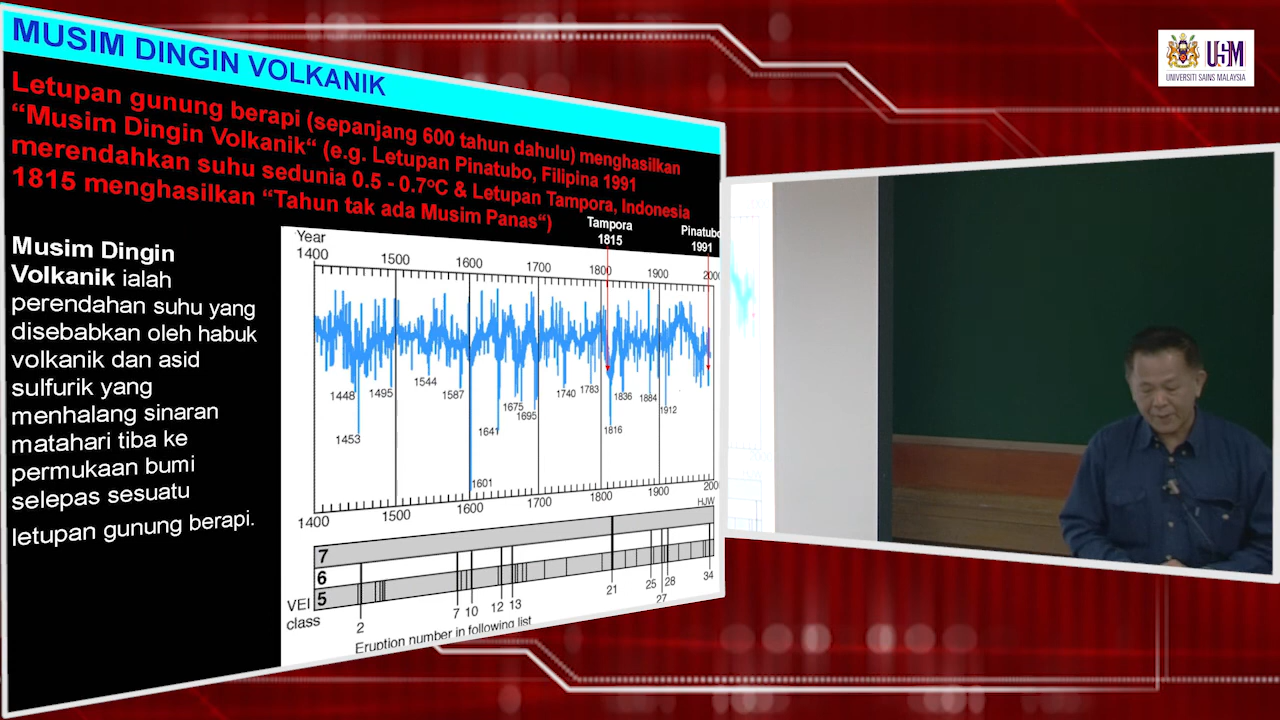 MUSIM DINGIN VOLKANIK
Letupan gunung berapi (sepanjang 600 tahun dahulu) menghasilkan
“Musim Dingin Volkanik“ (e.g. Letupan Pinatubo, Filipina 1991
merendahkan suhu sedunia 0.5 - 0.7°C & Letupan Tampora, Indonesia
1815 menghasilkan “Tahun tak ada Musim Panas“)
Musim Dingin
Volkanik ialah
perendahan suhu yang
disebabkan oleh habuk
volkanik dan asid
sulfurik yang
menhalang sinaran
matahari tiba ke
permukaan bumi
selepas sesuatu
letupan gunung berapi.
Tampora
1815
Pinatubo
1991
Year
1400 1500 1600 1700 1800 1900 2000
1448 1495 1544 1587 1675 1695 1740 1783 1836 1884 1912
1453 1641 1816
1601
1400 1500 1600 1700 1800 1900 200
HJW
7
6
VEI 5
class
2 7 10 12 13 21 25 27 28 34
Eruption number in following list
USM
UNIVERSITI SAINS MALAYSIA